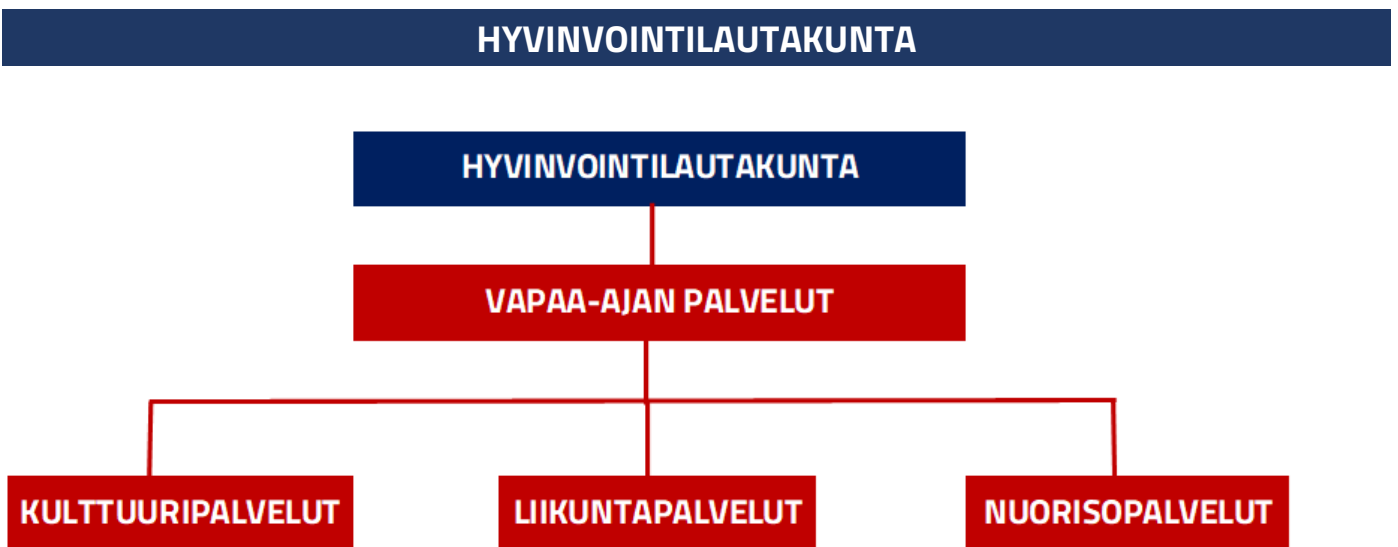 HYVINVOINTILAUTAKUNTA
HYVINVOINTILAUTAKUNTA
VAPAA-AJAN PALVELUT
KULTTUURIPALVELUT
LIIKUNTAPALVELUT
NUORISOPALVELUT